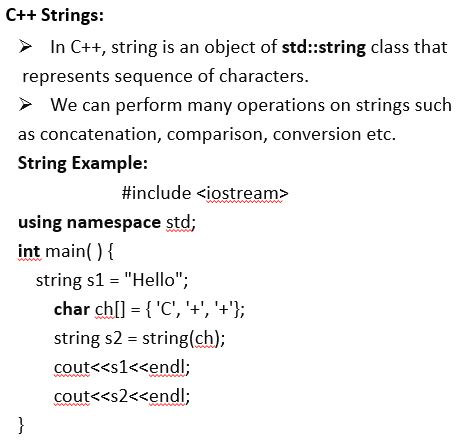 C++ Strings:
➢ In C++, string is an object of std::string class that
represents sequence of characters.
➢ We can perform many operations on strings such
as concatenation, comparison, conversion etc.
String Example:
#include <iostream>
using namespace std;
int main( ) {
string s1 = "Hello";
char ch[] = { 'C', '+', '+'};
string s2 = string(ch);
cout<<s1<<endl;
cout<<s2<<endl;
}